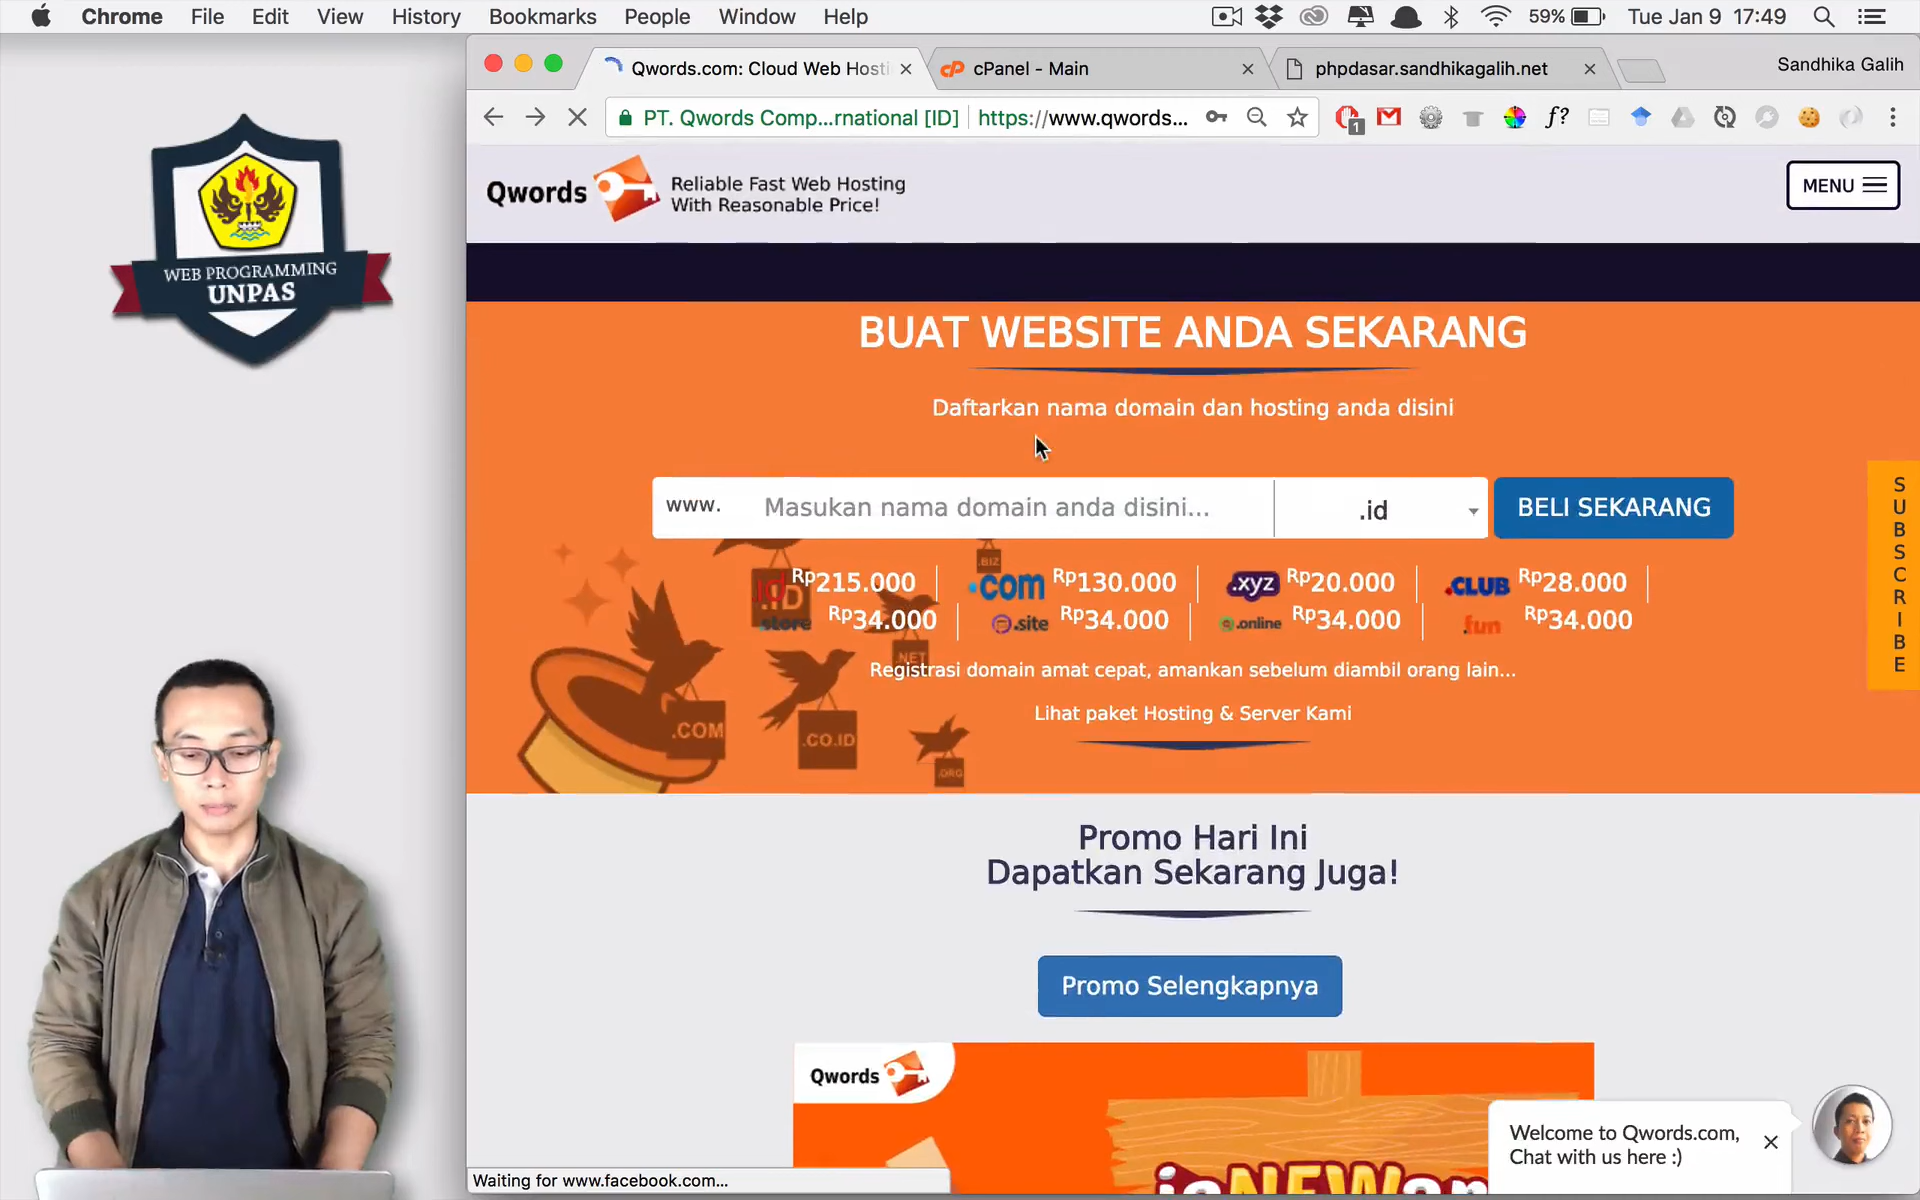 Chrome File Edit View History Bookmarks People Window Help 59% Tue Jan 9 17:49
Qwords.com: Cloud Web Hosti
cPanel - Main
phpdasar.sandhikagalih.net
Sandhika Galih
PT. Qwords Comp...rnational [ID] https://www.qwords...
1
f?
Qwords
Reliable Fast Web Hosting
With Reasonable Price!
MENU
WEB PROGRAMMING
UNPAS
BUAT WEBSITE ANDA SEKARANG
Daftarkan nama domain dan hosting anda disini
www. Masukan nama domain anda disini... .id BELI SEKARANG
SUBSCRIBE
.BIZ
.ID
.id Rp215.000 .com Rp130.000 .xyz Rp20.000 .CLUB Rp28.000
.store Rp34.000 .site Rp34.000 .online Rp34.000 .fun Rp34.000
.NET
Registrasi domain amat cepat, amankan sebelum diambil orang lain...
Lihat paket Hosting & Server Kami
.COM
.CO.ID
.ORG
Promo Hari Ini
Dapatkan Sekarang Juga!
Promo Selengkapnya
Qwords
Welcome to Qwords.com,
Chat with us here :)
Waiting for www.facebook.com...